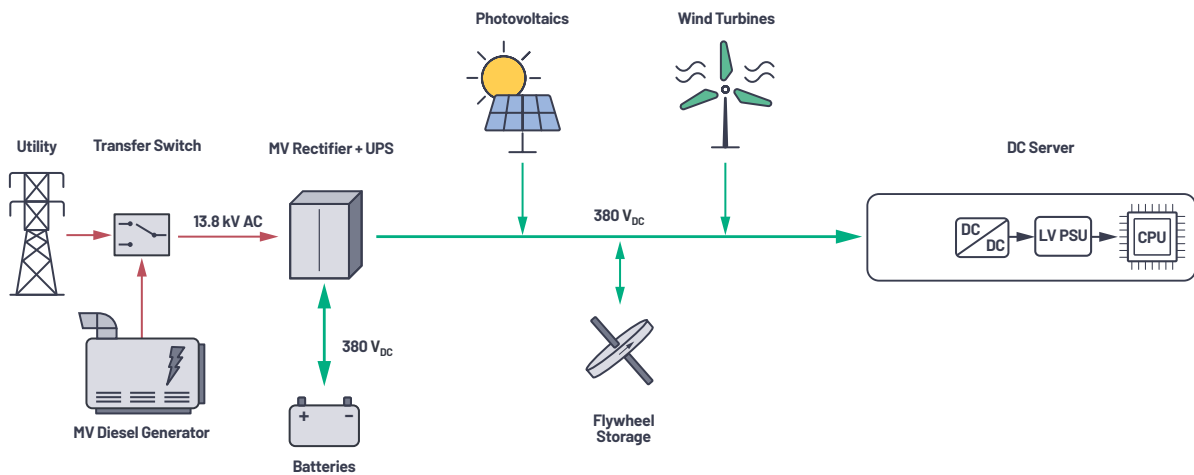 Photovoltaics
Wind Turbines
Utility
Transfer Switch
MV Rectifier + UPS
DC Server
13.8 kV AC
380 VDC
DC
DC
LV PSU
CPU
380 VDC
+ −
MV Diesel Generator
Batteries
Flywheel
Storage